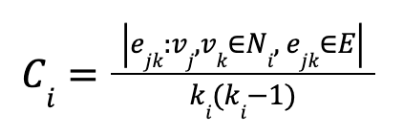 C_i = |e_jk:v_j,v_k∈N_i, e_jk∈E| / k_i(k_i−1)